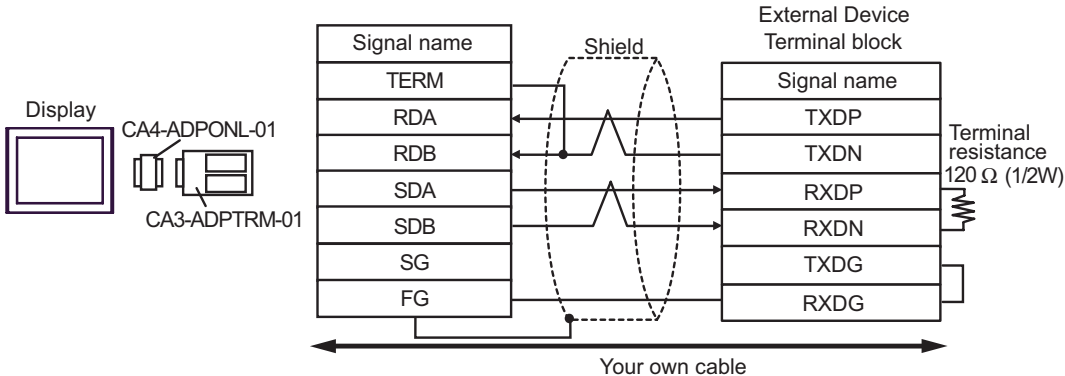 Display
CA4-ADPONL-01
CA3-ADPTRM-01
Signal name
TERM
RDA
RDB
SDA
SDB
SG
FG
Shield
External Device
Terminal block
Signal name
TXDP
TXDN
RXDP
RXDN
TXDG
RXDG
Terminal
resistance
120 Ω (1/2W)
Your own cable